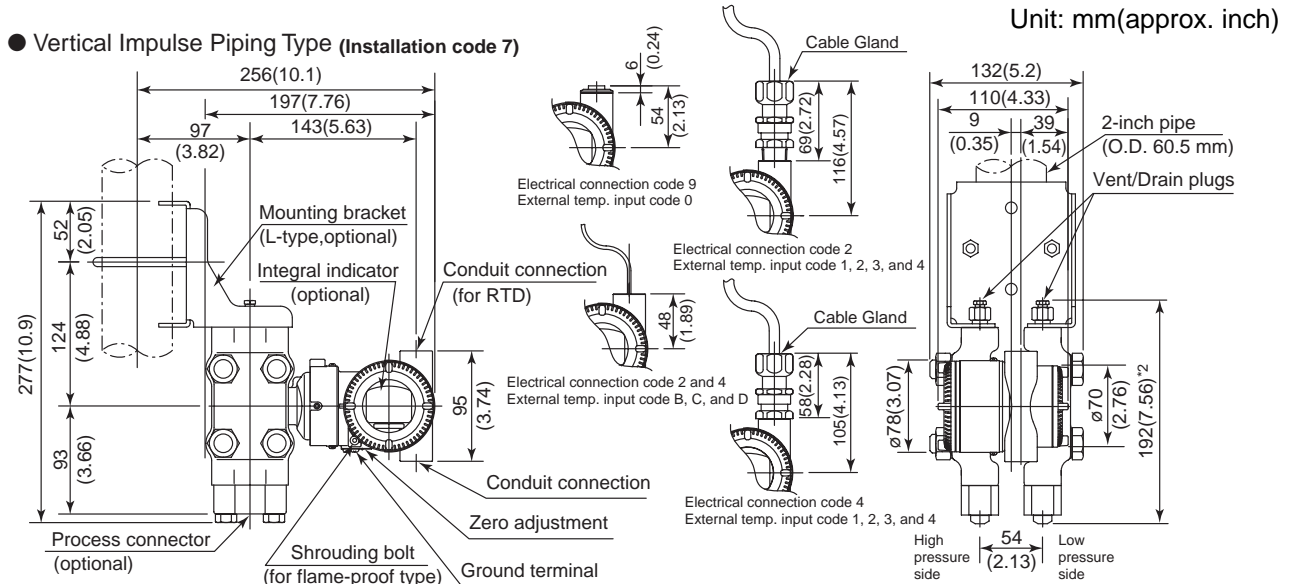 Unit: mm(approx. inch)
● Vertical Impulse Piping Type (Installation code 7)
256(10.1)
197(7.76)
97
(3.82)
143(5.63)
52
(2.05)
124
(4.88)
277(10.9)
93
(3.66)
Mounting bracket
(L-type,optional)
Integral indicator
(optional)
Conduit connection
(for RTD)
95
(3.74)
Conduit connection
Zero adjustment
Ground terminal
Shrouding bolt
(for flame-proof type)
Process connector
(optional)
6
(0.24)
54
(2.13)
Electrical connection code 9
External temp. input code 0
48
(1.89)
Electrical connection code 2 and 4
External temp. input code B, C, and D
Cable Gland
69(2.72)
116(4.57)
Electrical connection code 2
External temp. input code 1, 2, 3, and 4
Cable Gland
58(2.28)
105(4.13)
Electrical connection code 4
External temp. input code 1, 2, 3, and 4
132(5.2)
110(4.33)
9
(0.35)
39
(1.54)
2-inch pipe
(O.D. 60.5 mm)
Vent/Drain plugs
ø78(3.07)
ø70
(2.76)
192(7.56)*2
High
pressure
side
54
(2.13)
Low
pressure
side